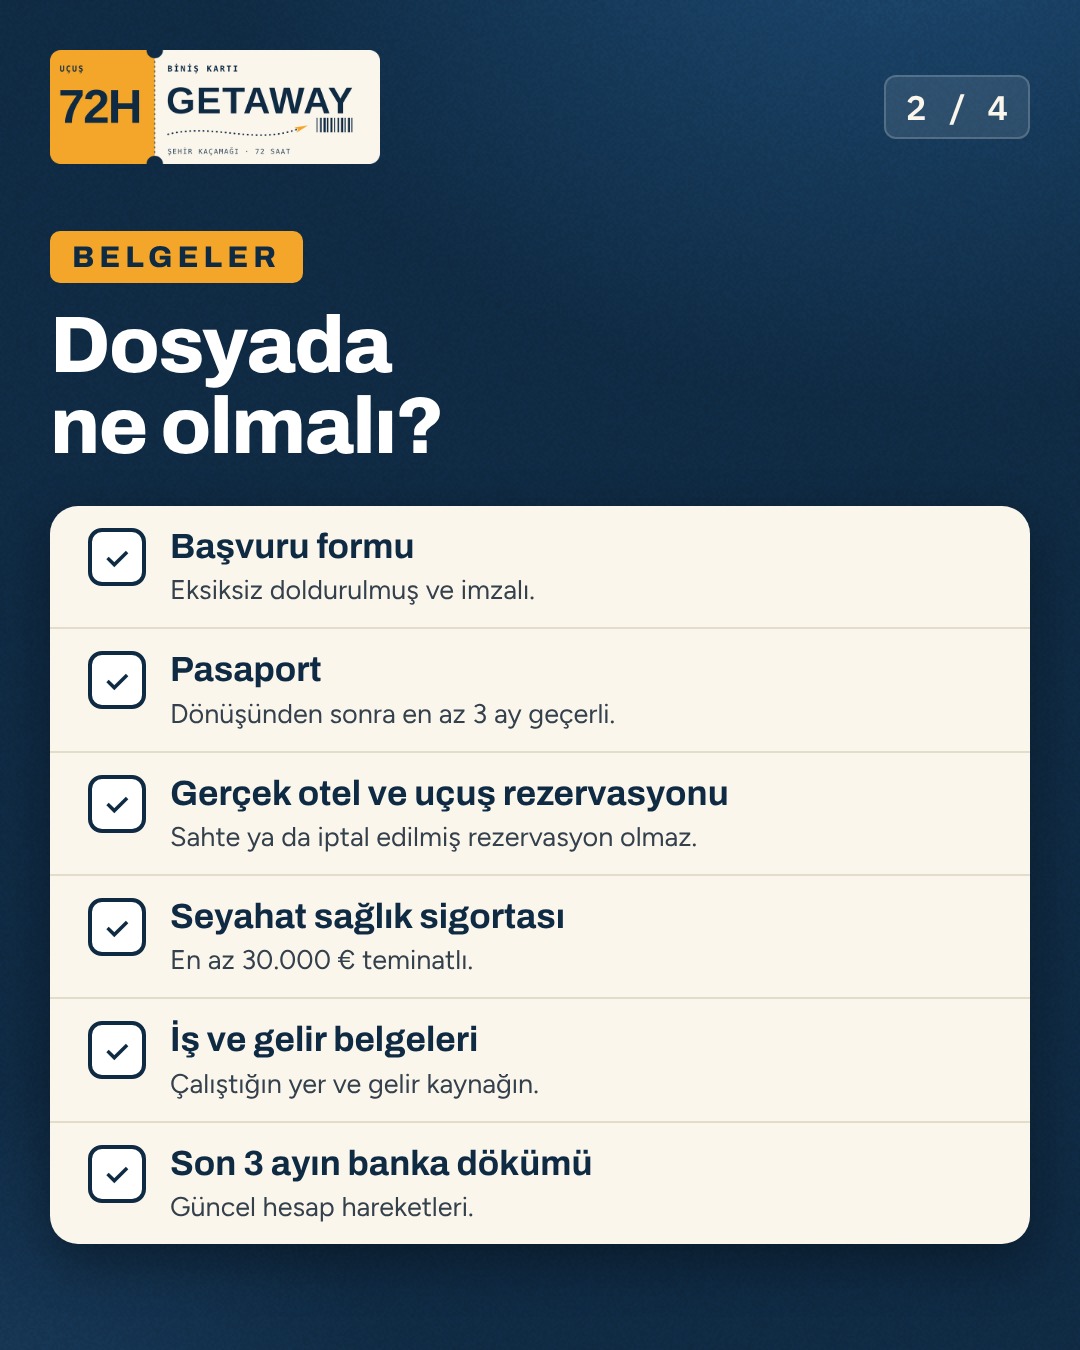 UÇUŞ
72H
BİNİŞ KARTI
GETAWAY
ŞEHİR KAÇAMAĞI · 72 SAAT
2 / 4
BELGELER
Dosyada
ne olmalı?
Başvuru formu
Eksiksiz doldurulmuş ve imzalı.
Pasaport
Dönüşünden sonra en az 3 ay geçerli.
Gerçek otel ve uçuş rezervasyonu
Sahte ya da iptal edilmiş rezervasyon olmaz.
Seyahat sağlık sigortası
En az 30.000 € teminatlı.
İş ve gelir belgeleri
Çalıştığın yer ve gelir kaynağın.
Son 3 ayın banka dökümü
Güncel hesap hareketleri.